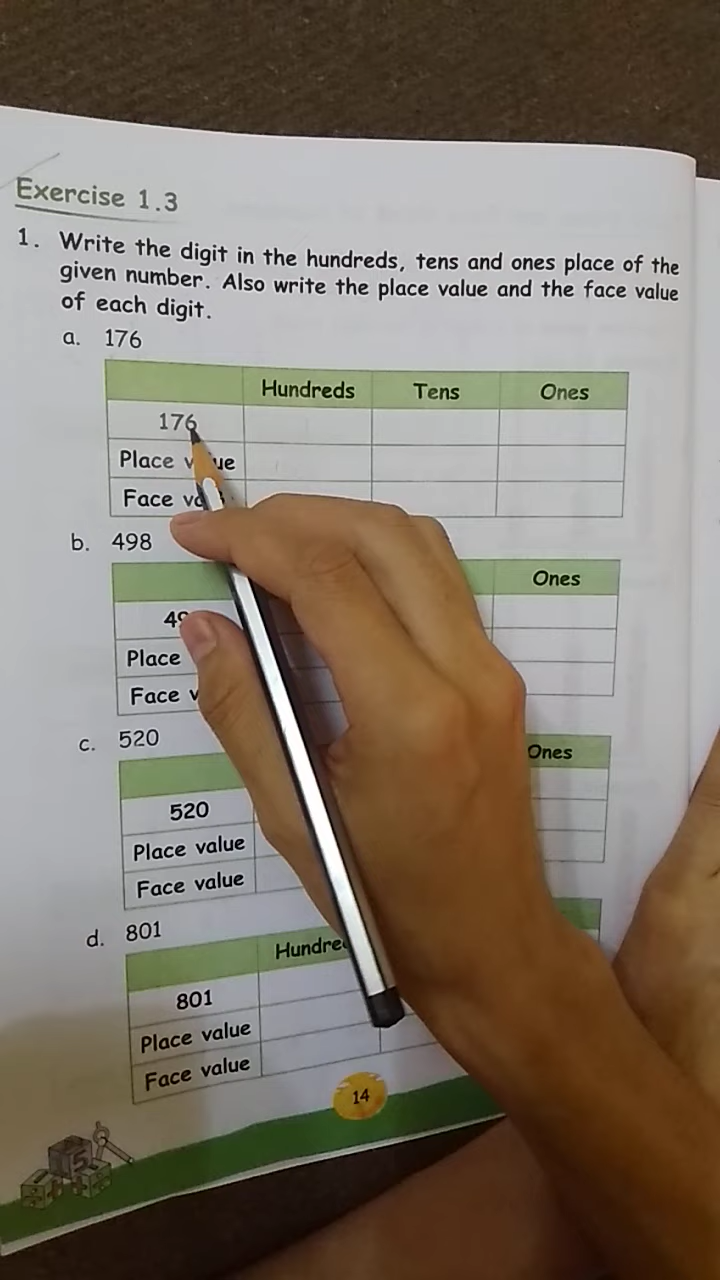 Exercise 1.3
1. Write the digit in the hundreds, tens and ones place of the
given number. Also write the place value and the face value
of each digit.
a. 176
Hundreds Tens Ones
176
Place
Face
b. 498
Ones
Place
Face
c. 520
Ones
520
Place value
Face value
d. 801
801
Place value
Face value
14